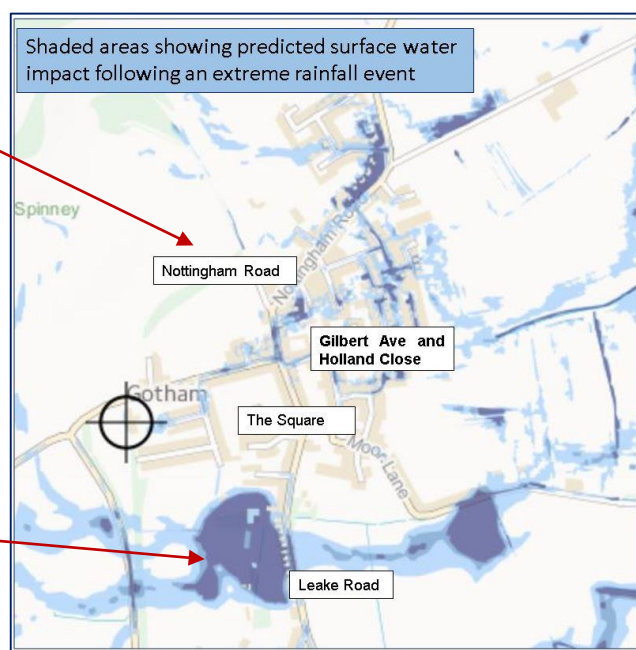 Shaded areas showing predicted surface water
impact following an extreme rainfall event
Spinney
Nottingham Road
Nottingham Road
Gilbert Ave and
Holland Close
Gotham
The Square
Moor Lane
Leake Road